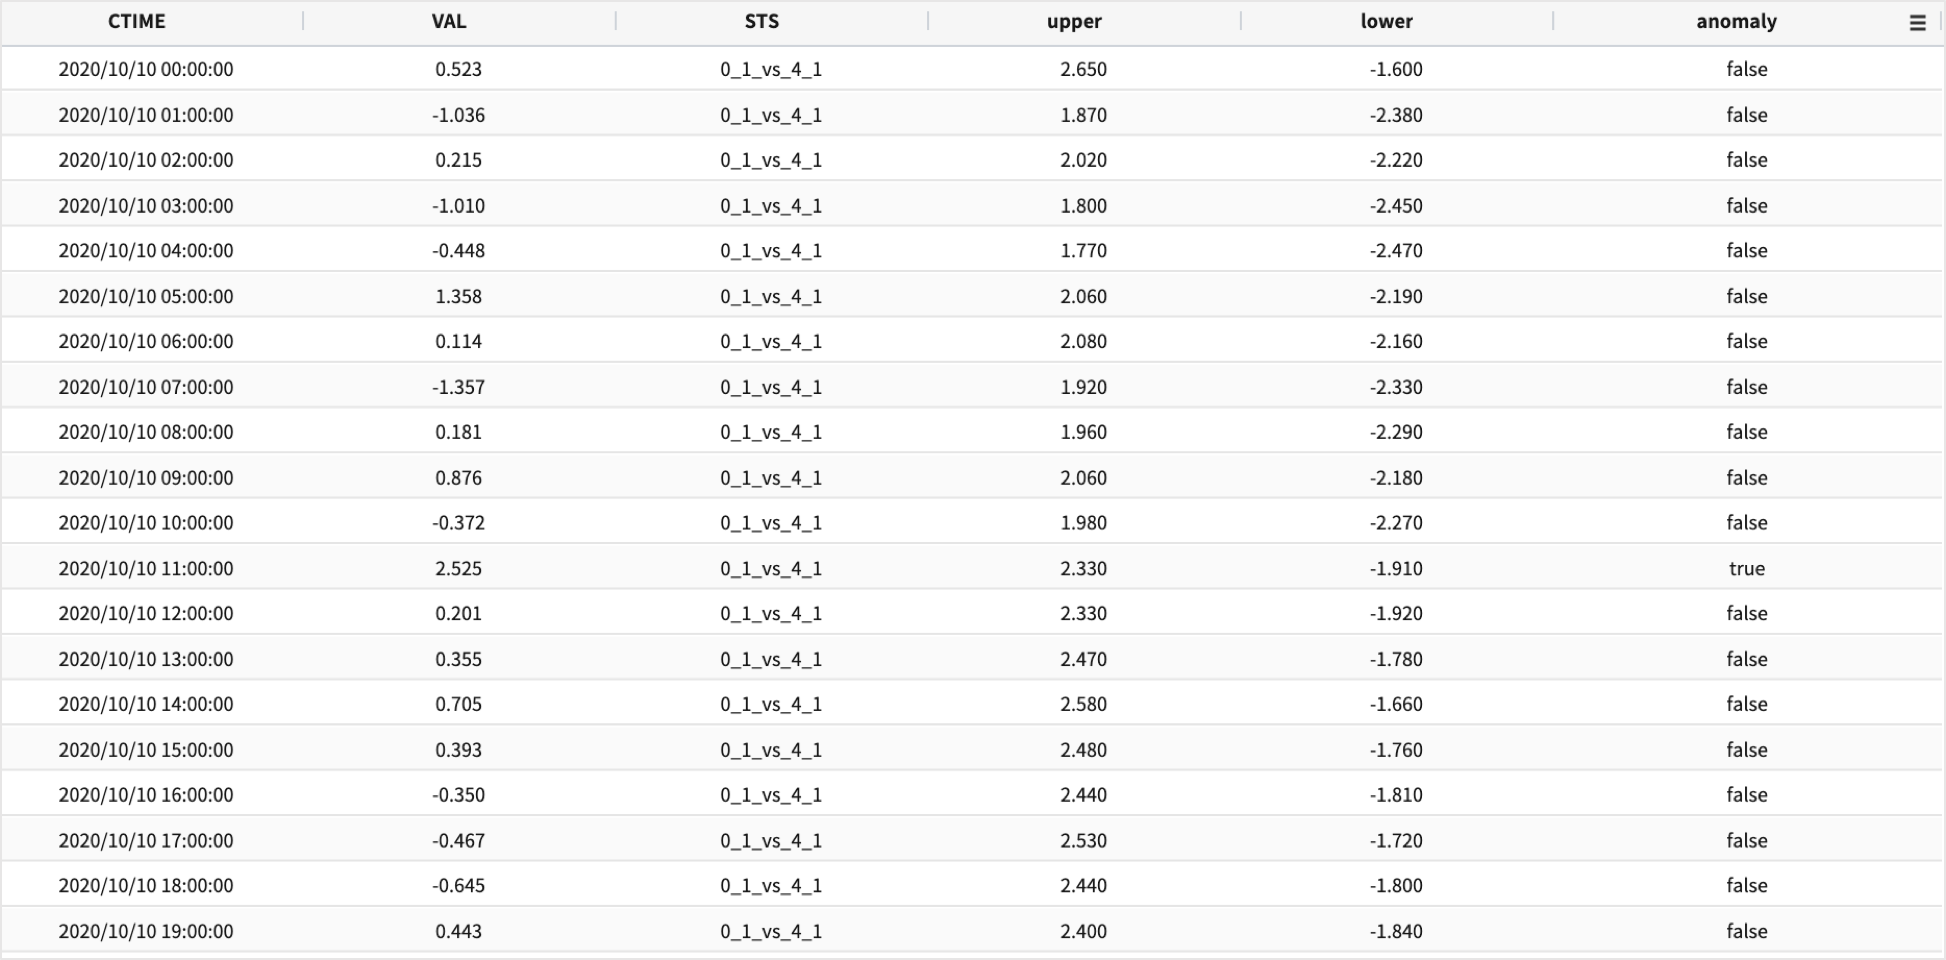 CTIME VAL STS upper lower anomaly
2020/10/10 00:00:00 0.523 0_1_vs_4_1 2.650 -1.600 false
2020/10/10 01:00:00 -1.036 0_1_vs_4_1 1.870 -2.380 false
2020/10/10 02:00:00 0.215 0_1_vs_4_1 2.020 -2.220 false
2020/10/10 03:00:00 -1.010 0_1_vs_4_1 1.800 -2.450 false
2020/10/10 04:00:00 -0.448 0_1_vs_4_1 1.770 -2.470 false
2020/10/10 05:00:00 1.358 0_1_vs_4_1 2.060 -2.190 false
2020/10/10 06:00:00 0.114 0_1_vs_4_1 2.080 -2.160 false
2020/10/10 07:00:00 -1.357 0_1_vs_4_1 1.920 -2.330 false
2020/10/10 08:00:00 0.181 0_1_vs_4_1 1.960 -2.290 false
2020/10/10 09:00:00 0.876 0_1_vs_4_1 2.060 -2.180 false
2020/10/10 10:00:00 -0.372 0_1_vs_4_1 1.980 -2.270 false
2020/10/10 11:00:00 2.525 0_1_vs_4_1 2.330 -1.910 true
2020/10/10 12:00:00 0.201 0_1_vs_4_1 2.330 -1.920 false
2020/10/10 13:00:00 0.355 0_1_vs_4_1 2.470 -1.780 false
2020/10/10 14:00:00 0.705 0_1_vs_4_1 2.580 -1.660 false
2020/10/10 15:00:00 0.393 0_1_vs_4_1 2.480 -1.760 false
2020/10/10 16:00:00 -0.350 0_1_vs_4_1 2.440 -1.810 false
2020/10/10 17:00:00 -0.467 0_1_vs_4_1 2.530 -1.720 false
2020/10/10 18:00:00 -0.645 0_1_vs_4_1 2.440 -1.800 false
2020/10/10 19:00:00 0.443 0_1_vs_4_1 2.400 -1.840 false